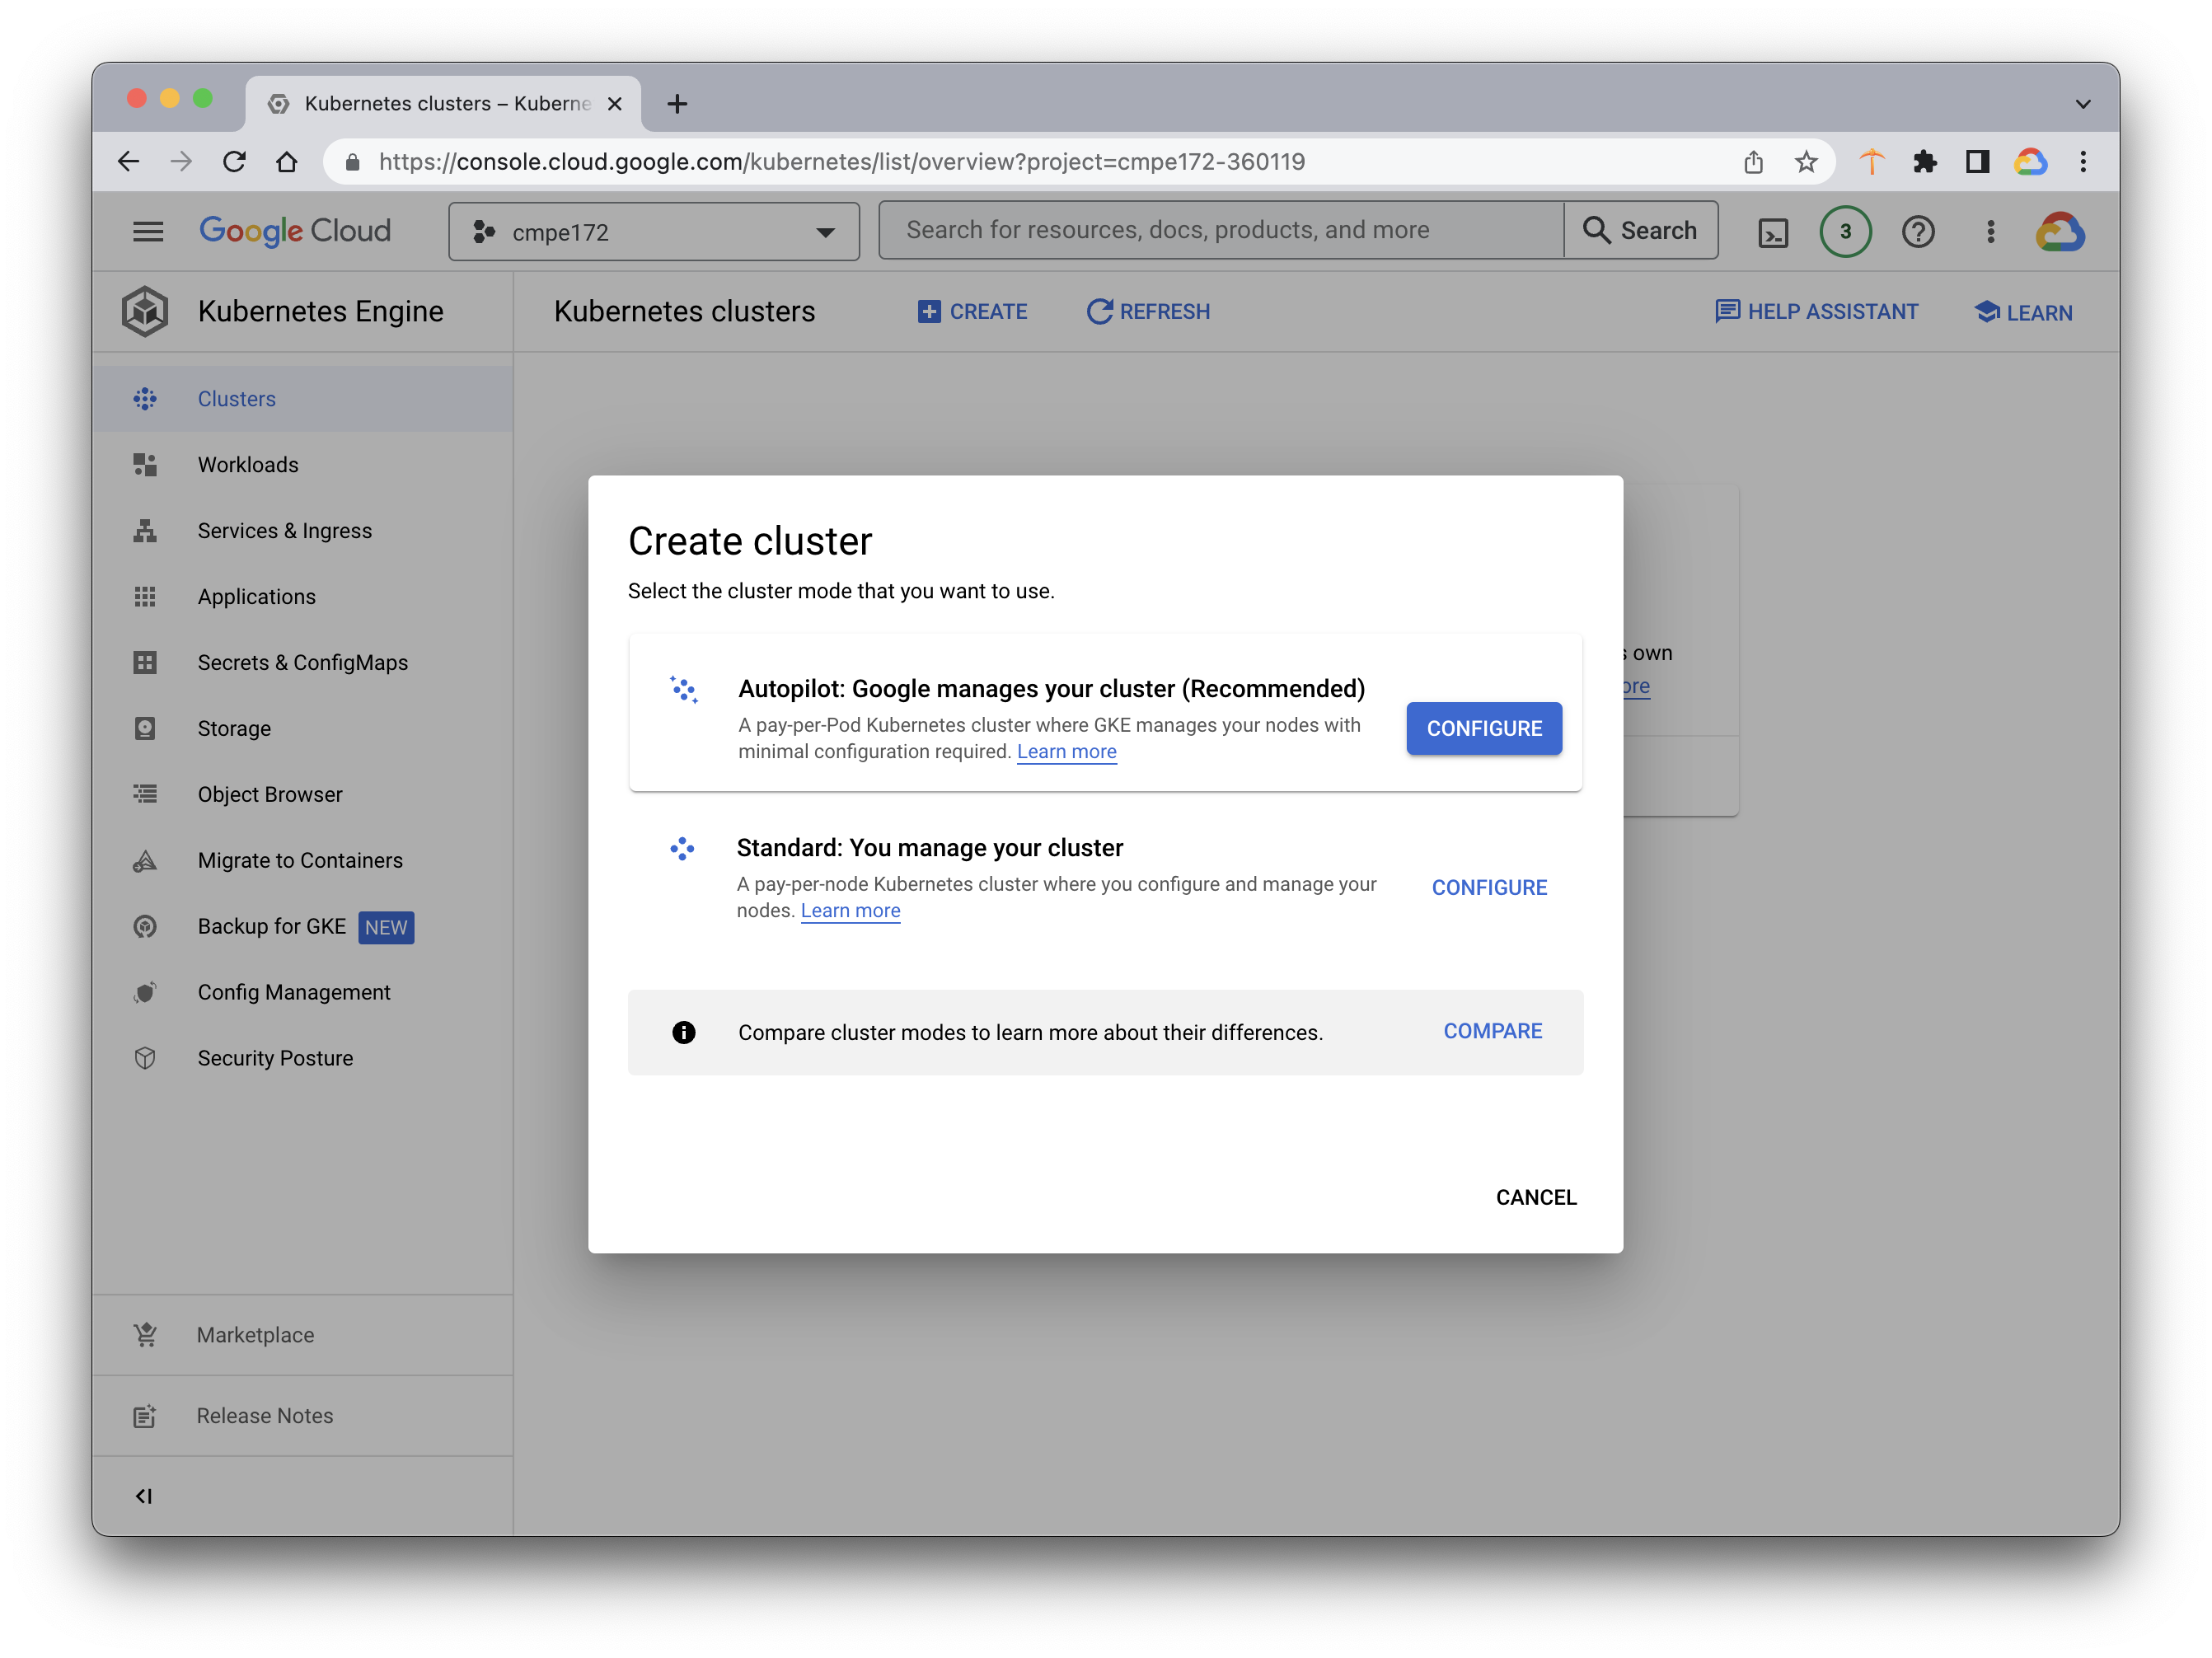 Kubernetes clusters – Kuberne
https://console.cloud.google.com/kubernetes/list/overview?project=cmpe172-360119
Google Cloud
cmpe172
Search for resources, docs, products, and more
Search
3
Kubernetes Engine
Kubernetes clusters
CREATE
REFRESH
HELP ASSISTANT
LEARN
Clusters
Workloads
Services & Ingress
Applications
Secrets & ConfigMaps
Storage
Object Browser
Migrate to Containers
Backup for GKE NEW
Config Management
Security Posture
Marketplace
Release Notes
Create cluster
Select the cluster mode that you want to use.
Autopilot: Google manages your cluster (Recommended)
A pay-per-Pod Kubernetes cluster where GKE manages your nodes with
minimal configuration required. Learn more
CONFIGURE
Standard: You manage your cluster
A pay-per-node Kubernetes cluster where you configure and manage your
nodes. Learn more
CONFIGURE
Compare cluster modes to learn more about their differences.
COMPARE
CANCEL
s own
ore